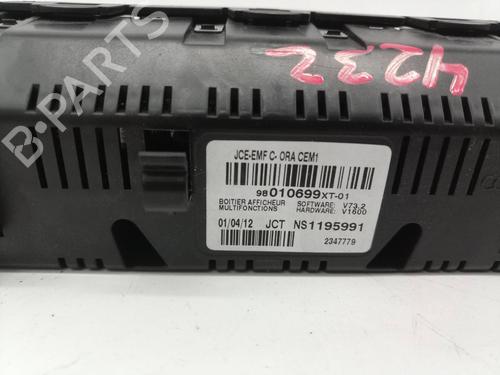 4232
JCE-EMF C- ORA CEM1
98010699XT-01
BOITIER AFFICHEUR SOFTWARE: V73.2
MULTIFONCTIONS HARDWARE: V1600
01/04/12 JCT NS1195991
2347779
B-PARTS